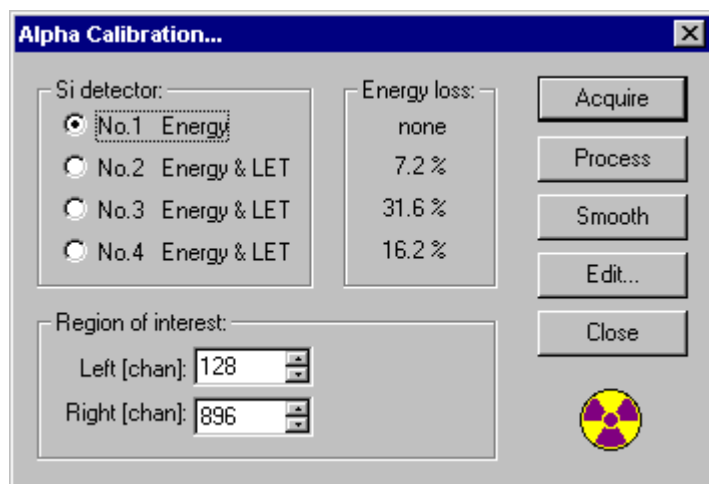 Alpha Calibration...
Si detector:
No.1 Energy
No.2 Energy & LET
No.3 Energy & LET
No.4 Energy & LET
Energy loss:
none
7.2 %
31.6 %
16.2 %
Acquire
Process
Smooth
Edit...
Close
Region of interest:
Left [chan]: 128
Right [chan]: 896